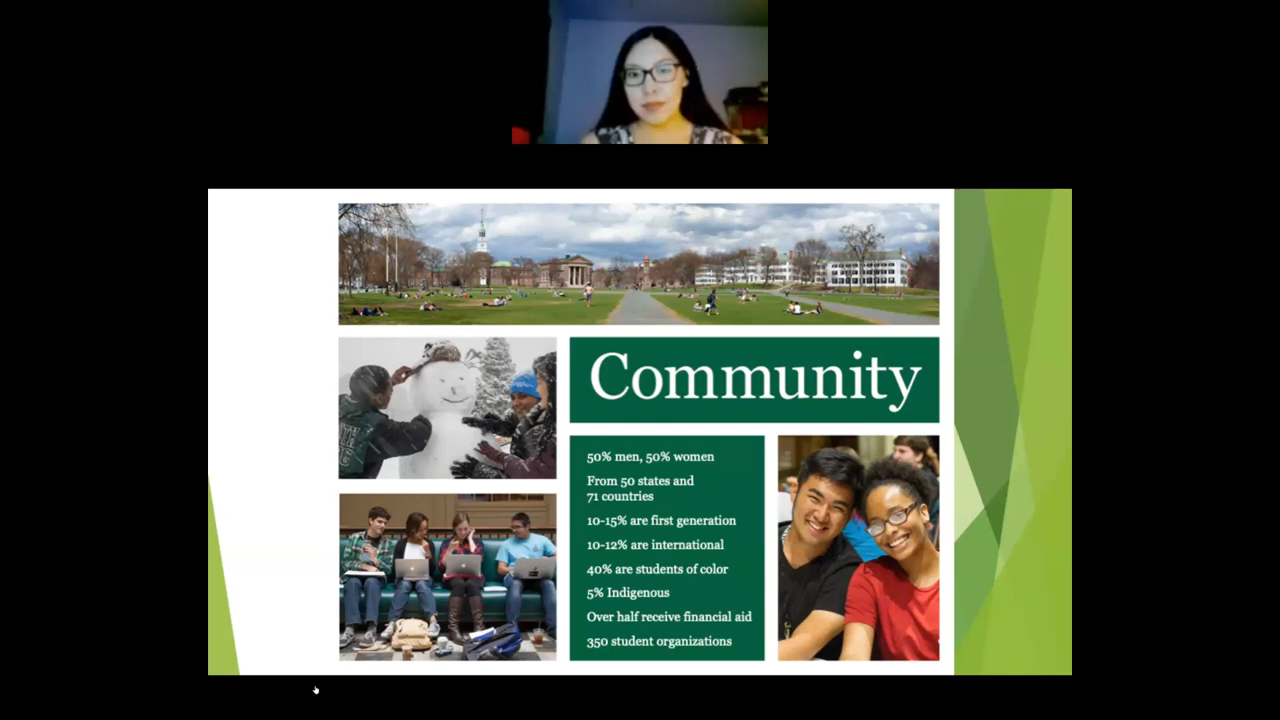 Community
50% men, 50% women
From 50 states and
71 countries
10-15% are first generation
10-12% are international
40% are students of color
5% Indigenous
Over half receive financial aid
350 student organizations